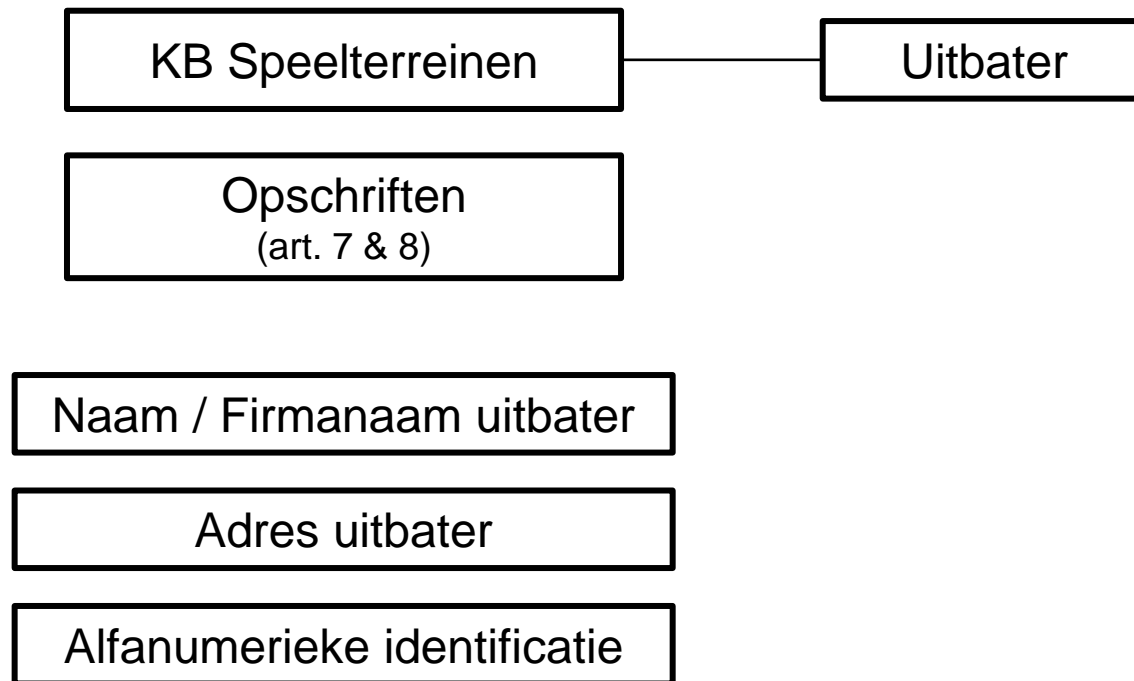 KB Speelterreinen
Uitbater
Opschriften
(art. 7 & 8)
Naam / Firmanaam uitbater
Adres uitbater
Alfanumerieke identificatie